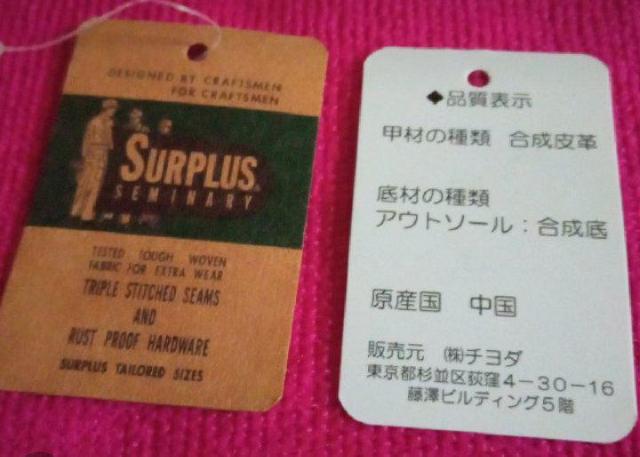 DESIGNED BY CRAFTSMEN
FOR CRAFTSMEN
SURPLUS
SEMINARY
TESTED TOUGH WOVEN
FABRIC FOR EXTRA WEAR
TRIPLE STITCHED SEAMS
AND
RUST PROOF HARDWARE
SURPLUS TAILORED SIZES
◆品質表示
甲材の種類 合成皮革
底材の種類
アウトソール：合成底
原産国 中国
販売元 ㈱チヨダ
東京都杉並区荻窪4－30－16
藤澤ビルディング5階